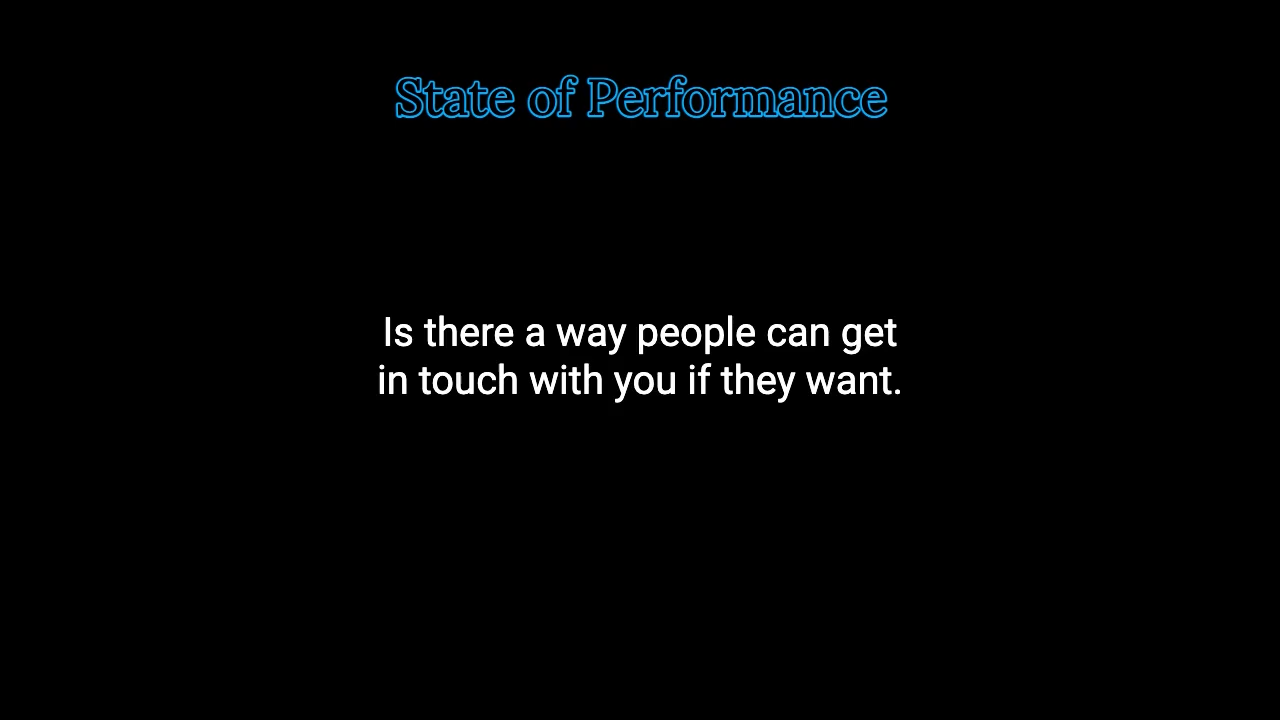 State of Performance
Is there a way people can get
in touch with you if they want.